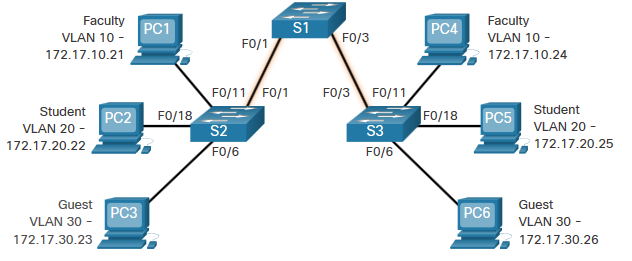 Faculty
VLAN 10 -
172.17.10.21
PC1
S1
F0/1
F0/3
PC4
Faculty
VLAN 10 -
172.17.10.24
Student
VLAN 20 -
172.17.20.22
PC2
F0/18
F0/11
F0/1
S2
F0/6
F0/3
F0/11
S3
F0/18
F0/6
PC5
Student
VLAN 20 -
172.17.20.25
Guest
VLAN 30 -
172.17.30.23
PC3
PC6
Guest
VLAN 30 -
172.17.30.26